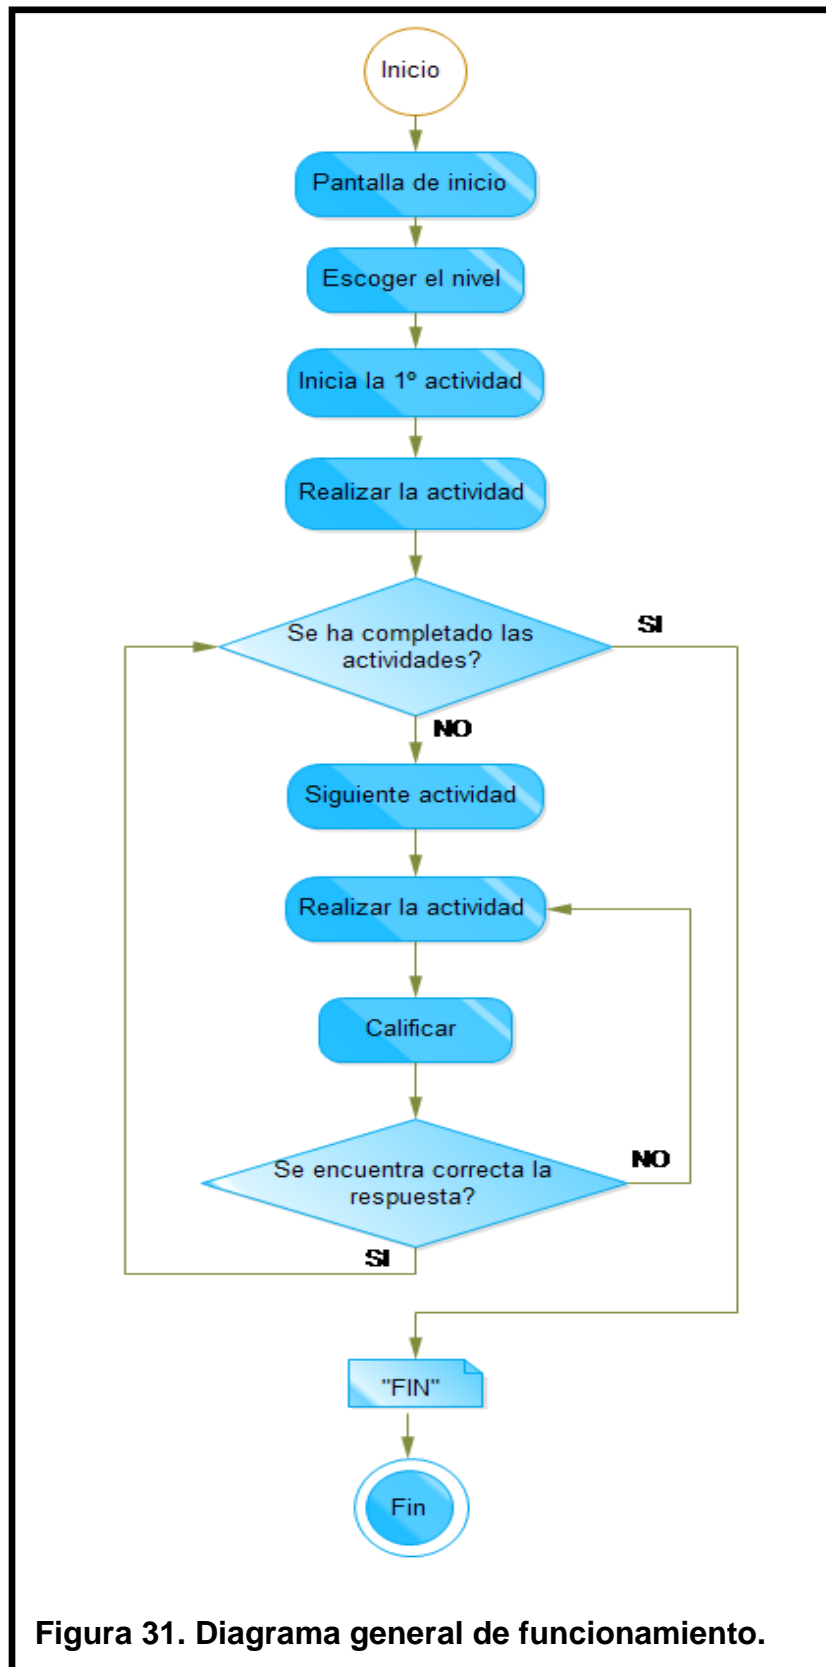 Inicio
Pantalla de inicio
Escoger el nivel
Inicia la 1º actividad
Realizar la actividad
Se ha completado las
actividades?
SI
NO
Siguiente actividad
Realizar la actividad
Calificar
Se encuentra correcta la
respuesta?
NO
SI
"FIN"
Fin
Figura 31. Diagrama general de funcionamiento.